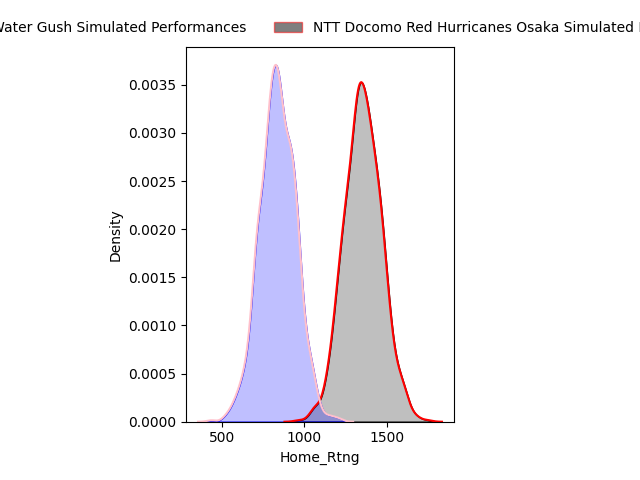 Water Gush Simulated Performances NTT Docomo Red Hurricanes Osaka Simulated
0.0035
0.0030
0.0025
0.0020
0.0015
0.0010
0.0005
0.0000
Density
500 1000 1500
Home_Rtng